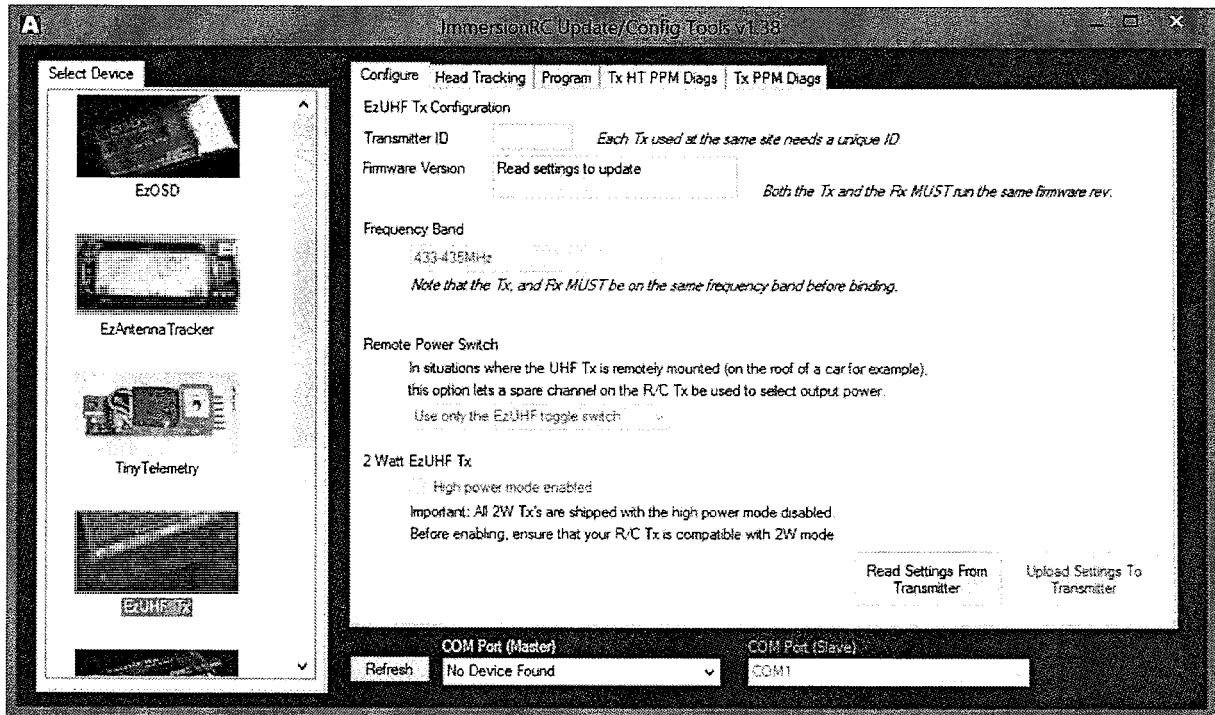 ImmersionRC Update/Config Tools v1.38
Select Device
EzOSD
EzAntennaTracker
TinyTelemetry
EzUHF Tx
Configure
Head Tracking
Program
Tx HT PPM Diags
Tx PPM Diags
EzUHF Tx Configuration
Transmitter ID
Each Tx used at the same site needs a unique ID
Firmware Version
Read settings to update
Both the Tx and the Rx MUST run the same firmware rev.
Frequency Band
433-435MHz
Note that the Tx, and Rx MUST be on the same frequency band before binding.
Remote Power Switch
In situations where the UHF Tx is remotely mounted (on the roof of a car for example),
this option lets a spare channel on the R/C Tx be used to select output power.
Use only the EzUHF toggle switch
2 Watt EzUHF Tx
High power mode enabled
Important: All 2W Tx's are shipped with the high power mode disabled.
Before enabling, ensure that your R/C Tx is compatible with 2W mode
Read Settings From
Transmitter
Upload Settings To
Transmitter
COM Port (Master)
COM Port (Slave)
Refresh
No Device Found
COM1